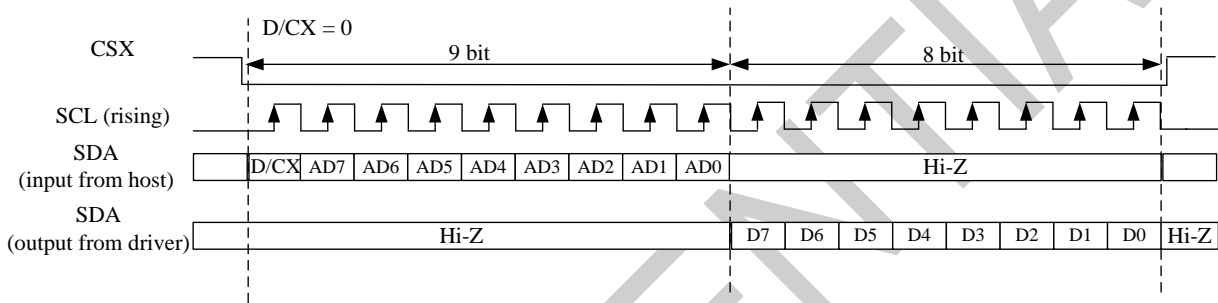 D/CX = 0
CSX
9 bit
8 bit
SCL (rising)
SDA
(input from host)
D/CX AD7 AD6 AD5 AD4 AD3 AD2 AD1 AD0
Hi-Z
SDA
(output from driver)
Hi-Z
D7 D6 D5 D4 D3 D2 D1 D0 Hi-Z
ENTIA